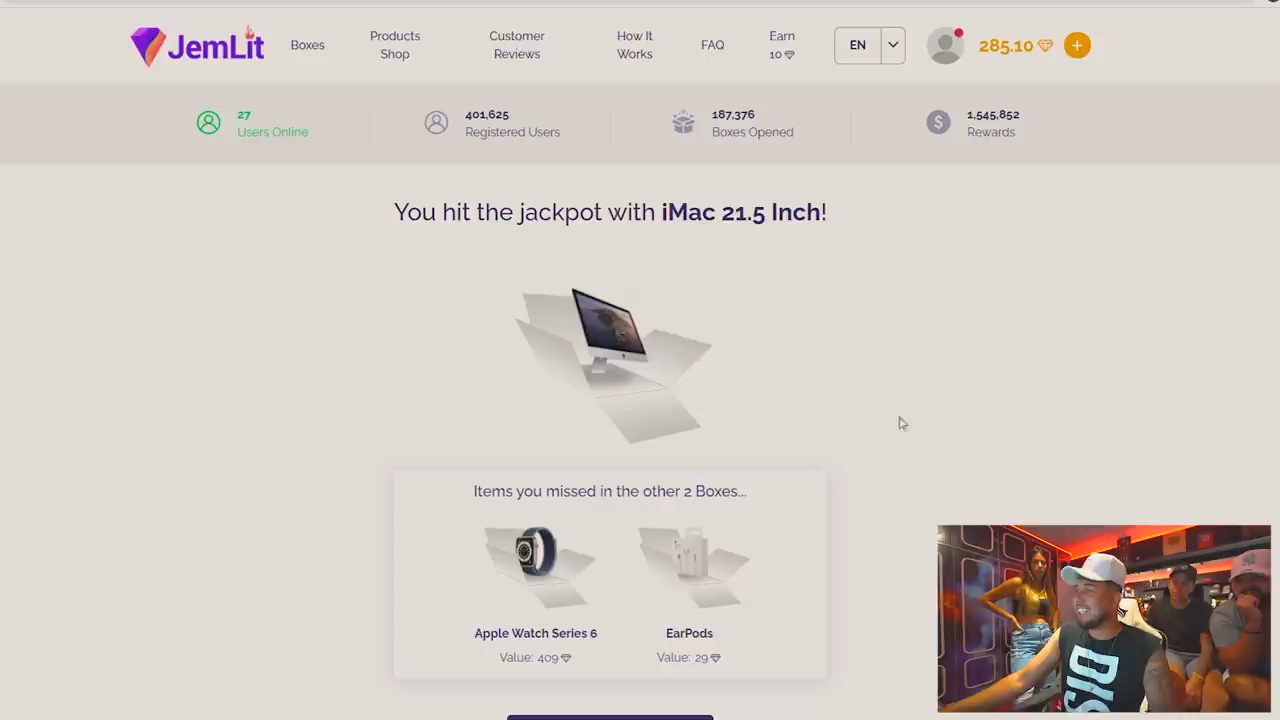 JemLit
Boxes
Products
Shop
Customer
Reviews
How It
Works
FAQ
Earn
10
EN
285.10
+
27
Users Online
401,625
Registered Users
187,376
Boxes Opened
$
1,545,852
Rewards
You hit the jackpot with iMac 21.5 Inch!
Items you missed in the other 2 Boxes...
Apple Watch Series 6
Value: 409
EarPods
Value: 29
DIS